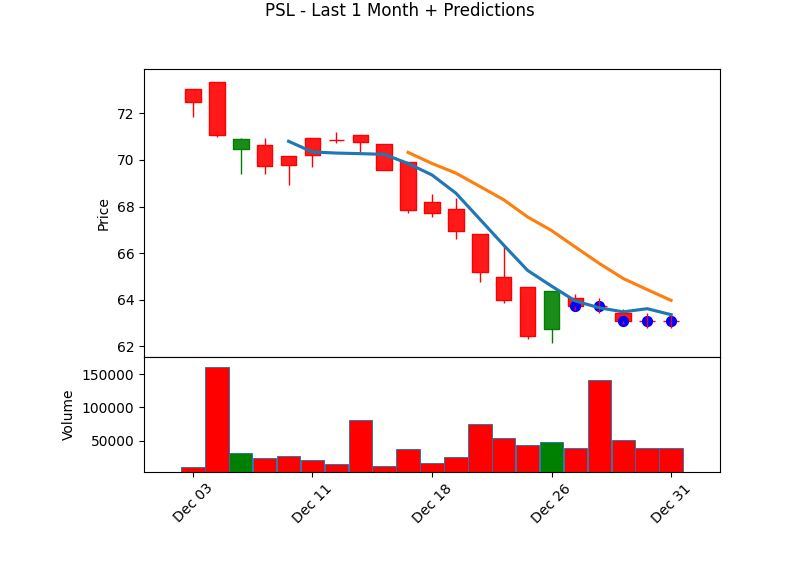 PSL - Last 1 Month + Predictions
Price
72
70
68
66
64
62
Volume
150000
100000
50000
Dec 03
Dec 11
Dec 18
Dec 26
Dec 31